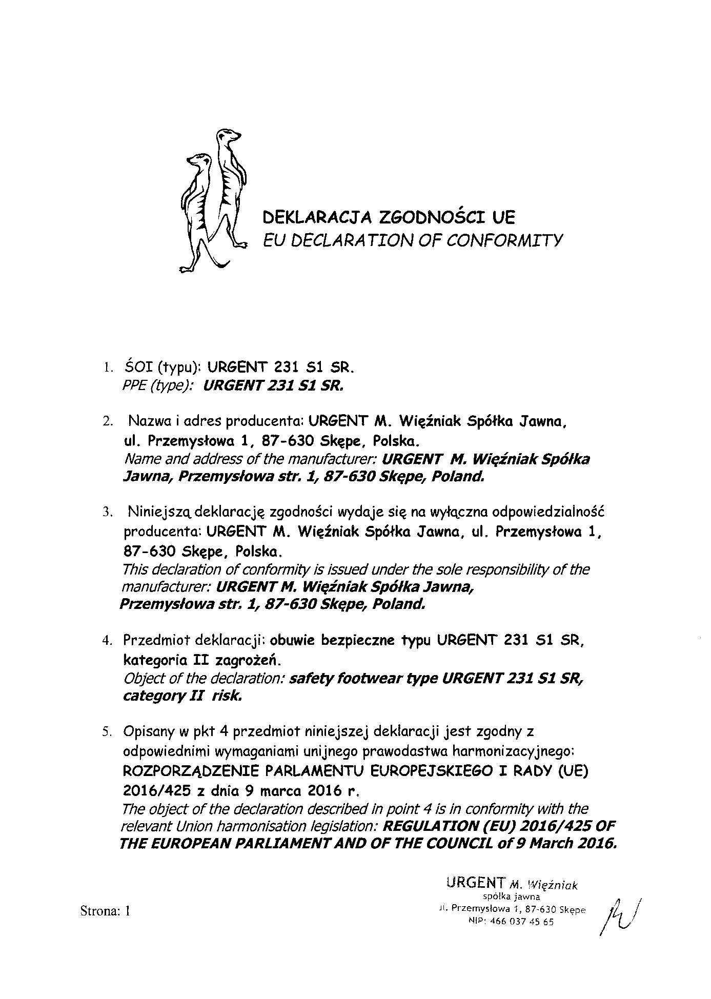 DEKLARACJA ZGODNOŚCI UE
EU DECLARATION OF CONFORMITY
1. ŚOI (typu): URGENT 231 S1 SR.
PPE (type): URGENT 231 S1 SR.
2. Nazwa i adres producenta: URGENT M. Więźniak Spółka Jawna,
ul. Przemysłowa 1, 87-630 Skępe, Polska.
Name and address of the manufacturer: URGENT M. Więźniak Spółka
Jawna, Przemysłowa str. 1, 87-630 Skępe, Poland.
3. Niniejszą deklarację zgodności wydaje się na wyłączna odpowiedzialność
producenta: URGENT M. Więźniak Spółka Jawna, ul. Przemysłowa 1,
87-630 Skępe, Polska.
This declaration of conformity is issued under the sole responsibility of the
manufacturer: URGENT M. Więźniak Spółka Jawna,
Przemysłowa str. 1, 87-630 Skępe, Poland.
4. Przedmiot deklaracji: obuwie bezpieczne typu URGENT 231 S1 SR,
kategoria II zagrożeń.
Object of the declaration: safety footwear type URGENT 231 S1 SR,
category II risk.
5. Opisany w pkt 4 przedmiot niniejszej deklaracji jest zgodny z
odpowiednimi wymaganiami unijnego prawodastwa harmonizacyjnego:
ROZPORZĄDZENIE PARLAMENTU EUROPEJSKIEGO I RADY (UE)
2016/425 z dnia 9 marca 2016 r.
The object of the declaration described in point 4 is in conformity with the
relevant Union harmonisation legislation: REGULATION (EU) 2016/425 OF
THE EUROPEAN PARLIAMENT AND OF THE COUNCIL of 9 March 2016.
URGENT M. Więźniak
spółka jawna
ul. Przemysłowa 1, 87-630 Skępe
NIP: 466 037 45 65
Strona: 1